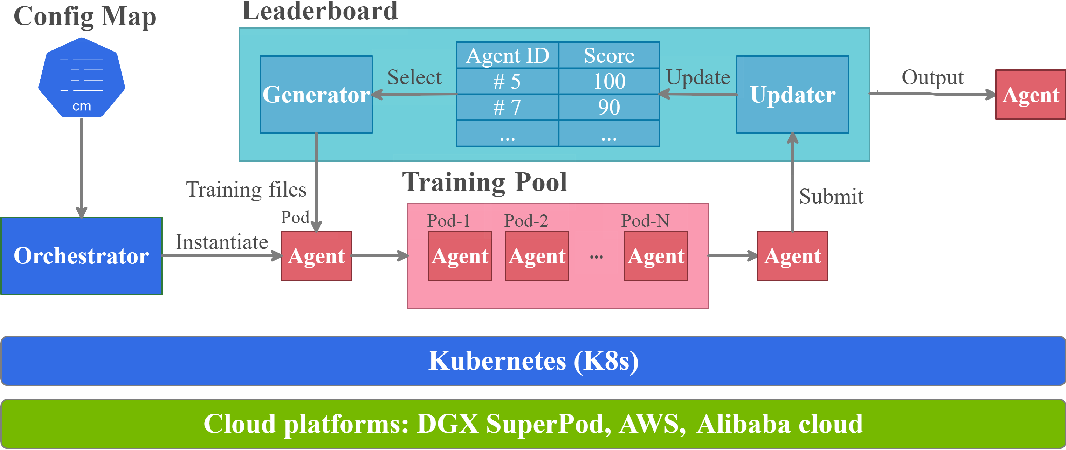 Config Map
cm
Leaderboard
Generator
Select
Agent ID Score
# 5 100
# 7 90
... ...
Update
Updater
Output
Agent
Training files
Training Pool
Submit
Orchestrator
Instantiate
Pod
Agent
Pod-1 Pod-2 Pod-N
Agent Agent ... Agent
Agent
Kubernetes (K8s)
Cloud platforms: DGX SuperPod, AWS, Alibaba cloud